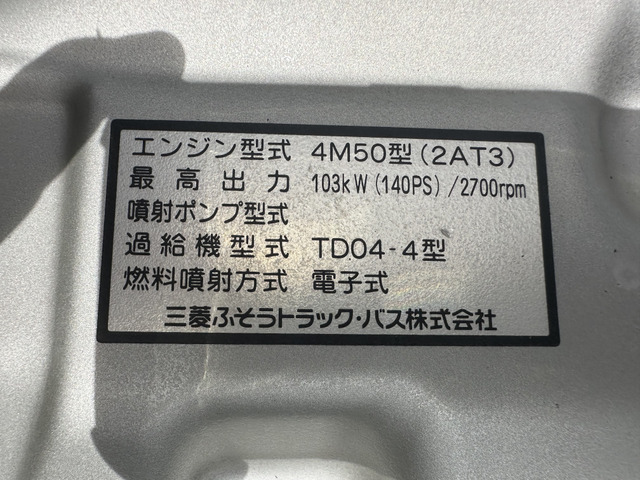 エンジン型式 4M50型(2AT3)
最高出力 103kW(140PS)/2700rpm
噴射ポンプ型式
過給機型式 TD04-4型
燃料噴射方式 電子式
三菱ふそうトラック・バス株式会社